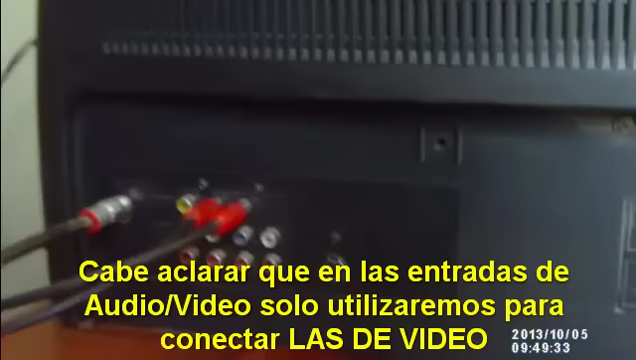 Cabe aclarar que en las entradas de
Audio/Video solo utilizaremos para
conectar LAS DE VIDEO
2013/10/05
09:49:33